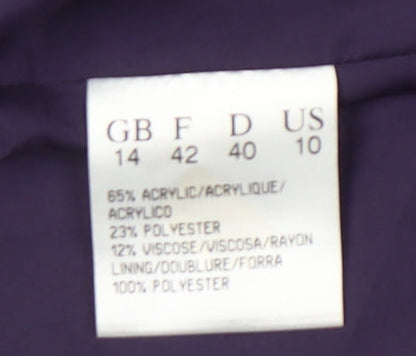 GB F D US
14 42 40 10
65% ACRYLIC/ACRYLIQUE/
ACRYLICO
23% POLYESTER
12% VISCOSE/VISCOSA/RAYON
LINING/DOUBLURE/FORRA
100% POLYESTER